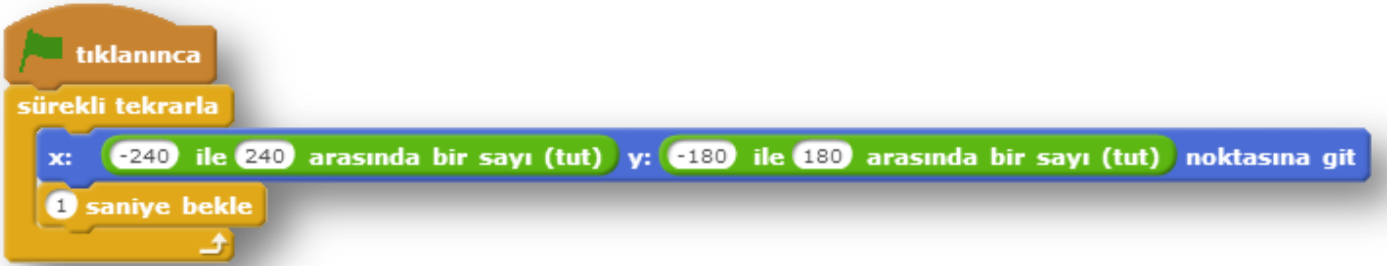 tıklanınca
sürekli tekrarla
x: -240 ile 240 arasında bir sayı (tut) y: -180 ile 180 arasında bir sayı (tut) noktasına git
1 saniye bekle